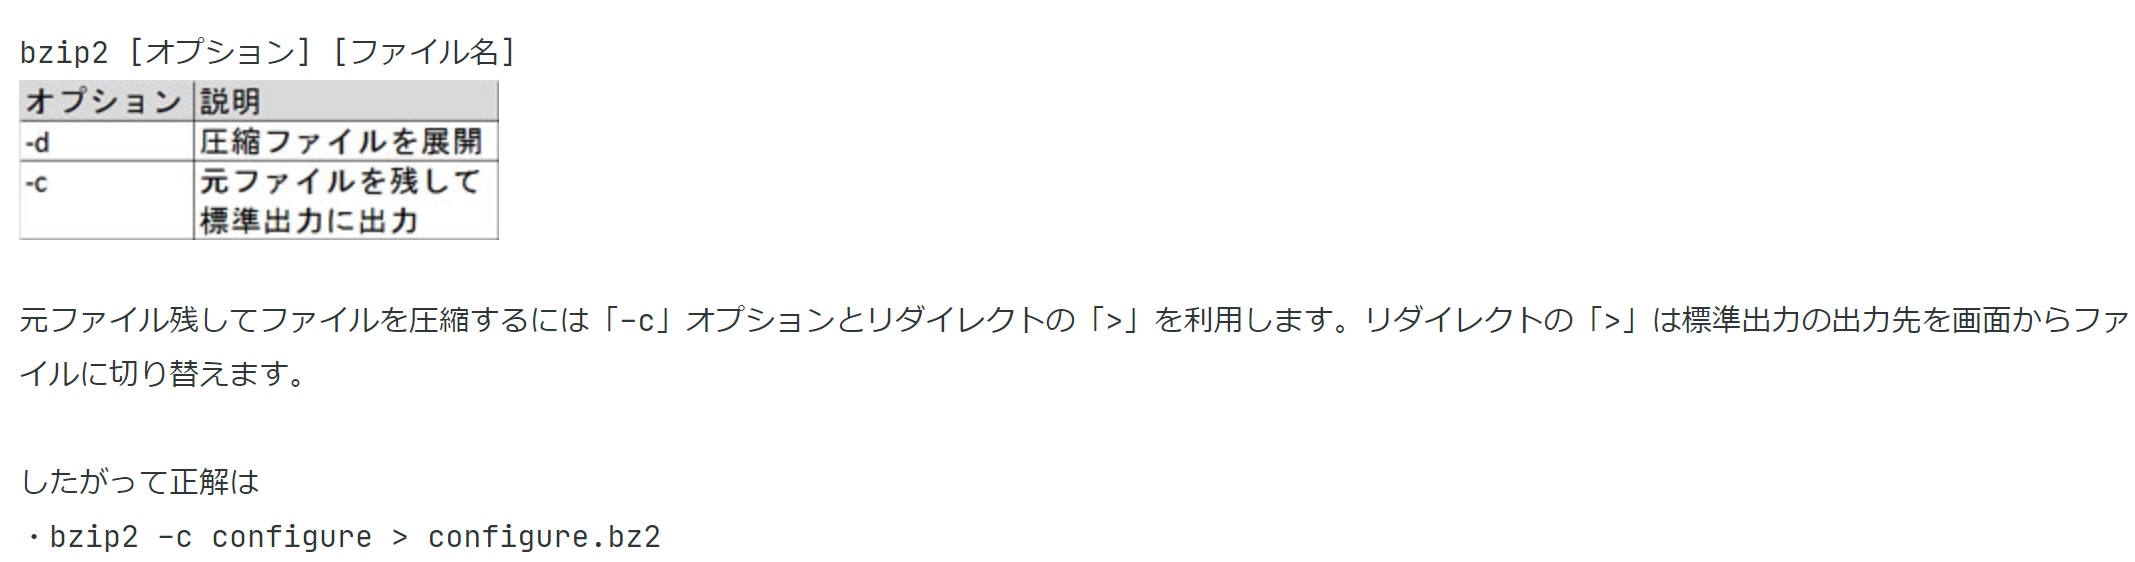 bzip2 [オプション] [ファイル名]
オプション 説明
-d 圧縮ファイルを展開
-c 元ファイルを残して
標準出力に出力
元ファイル残してファイルを圧縮するには「-c」オプションとリダイレクトの「>」を利用します。リダイレクトの「>」は標準出力の出力先を画面からファ
イルに切り替えます。
したがって正解は
・bzip2 -c configure > configure.bz2